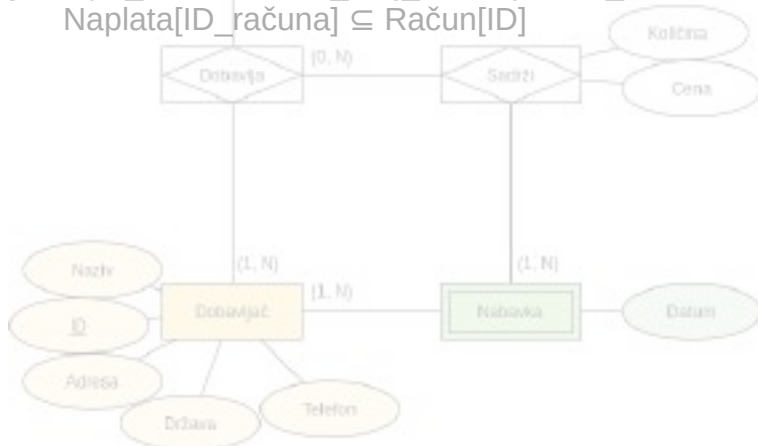 Naplata[ID_računa] ⊆ Račun[ID]
Količina
Dobavlja
(0, N)
Sadrži
Cena
(1, N)
(1, N)
Naziv
(1, N)
Dobavljač
Nabavka
Datum
ID
Adresa
Država
Telefon